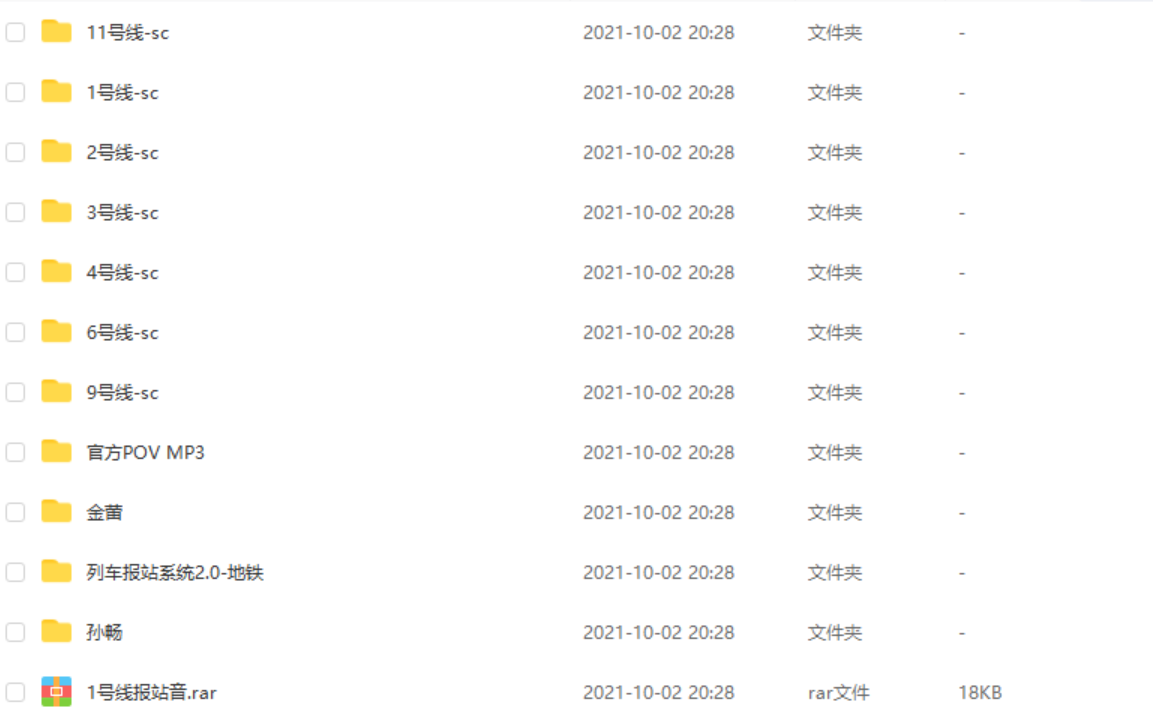 11号线-sc 2021-10-02 20:28 文件夹 -
1号线-sc 2021-10-02 20:28 文件夹 -
2号线-sc 2021-10-02 20:28 文件夹 -
3号线-sc 2021-10-02 20:28 文件夹 -
4号线-sc 2021-10-02 20:28 文件夹 -
6号线-sc 2021-10-02 20:28 文件夹 -
9号线-sc 2021-10-02 20:28 文件夹 -
官方POV MP3 2021-10-02 20:28 文件夹 -
金蕾 2021-10-02 20:28 文件夹 -
列车报站系统2.0-地铁 2021-10-02 20:28 文件夹 -
孙畅 2021-10-02 20:28 文件夹 -
1号线报站音.rar 2021-10-02 20:28 rar文件 18KB